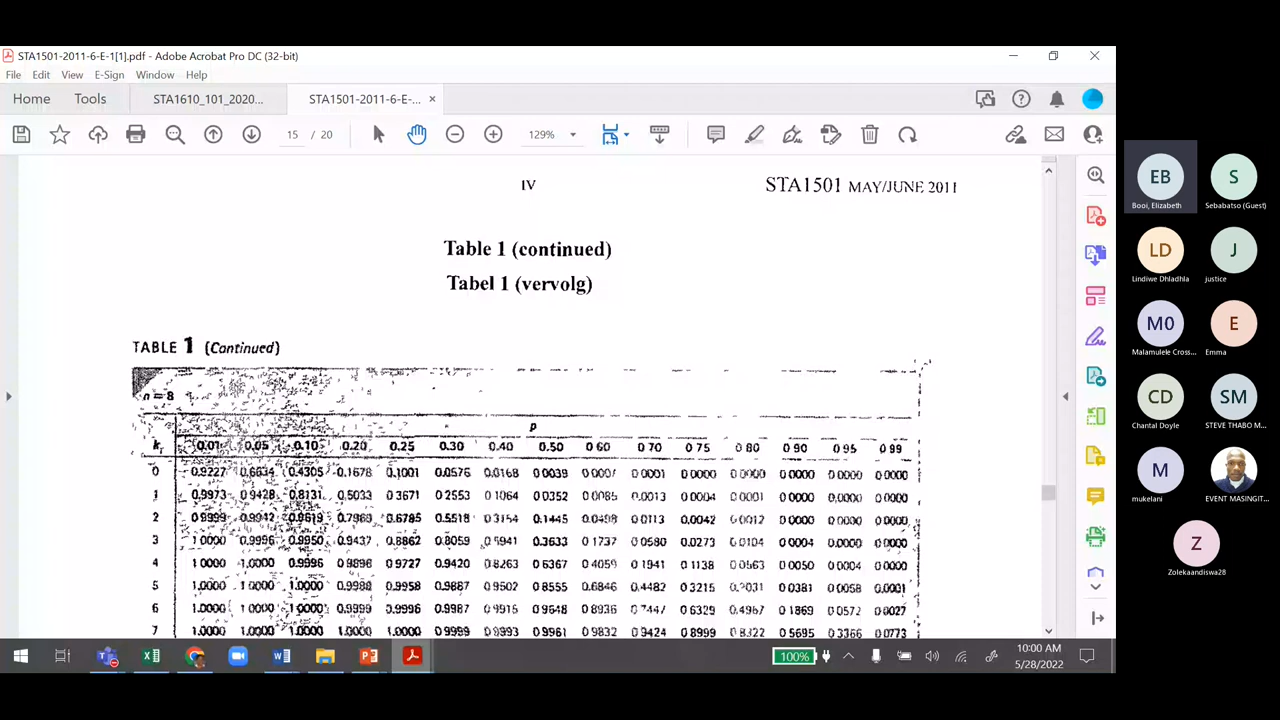 STA1501-2011-6-E-1[1].pdf - Adobe Acrobat Pro DC (32-bit)
File Edit View E-Sign Window Help
Home Tools STA1610_101_2020... STA1501-2011-6-E-... ×
15 / 20 129%
IV STA1501 MAY/JUNE 2011
Table 1 (continued)
Tabel 1 (vervolg)
TABLE 1 (Continued)
n = 8
p
k 0.01 0.05 0.10 0.20 0.25 0.30 0.40 0.50 0 60 0 70 0 75 0 80 0 90 0 95 0 99
0 0.9227 0.6634 0.4305 0.1678 0.1001 0.0576 0.0168 0.0039 0.0007 0.0001 0.0000 0.0000 0.0000 0.0000 0.0000
1 0.9973 0.9428 0.8131 0.5033 0.3671 0.2553 0.1064 0.0352 0.0085 0.0013 0.0004 0.0001 0 0000 0.0000 0.0000
2 0.9999 0.9942 0.9619 0.7969 0.6785 0.5518 0.3154 0.1445 0.0498 0.0113 0.0042 0.0012 0 0000 0.0000 0.0000
3 1 0000 0.9996 0.9950 0.9437 0.8862 0.8059 0.5941 0.3633 0 1737 0.0580 0.0273 0.0104 0 0004 0.0000 0.0000
4 1 0000 1.0000 0.9996 0.9896 0.9727 0.9420 0.8263 0.6367 0 4059 0.1941 0 1138 0.0563 0 0050 0 0004 0.0000
5 1 0000 1.0000 1.0000 0.9988 0.9958 0.9887 0.9502 0.8555 0.6846 0.4482 0.3215 0.2031 0.0381 0.0058 0.0001
6 1.0000 1 0000 1.0000 0.9999 0.9996 0.9987 0.9915 0.9648 0 8936 0.7447 0.6329 0.4967 0.1869 0.0572 0.0027
7 1.0000 1.0000 1.0000 1.0000 1.0000 0.9999 0.9993 0.9961 0.9832 0.9424 0 8999 0.8322 0.5695 0.3366 0.0773
EB Booi, Elizabeth
S Sebabatso (Guest)
LD Lindiwe Dhladhla
J justice
M0 Malamulele Cross...
E Emma
CD Chantal Doyle
SM STEVE THABO M...
M mukelani
EVENT MASINGIT...
Z Zolekaandiswa28
100% 10:00 AM
5/28/2022